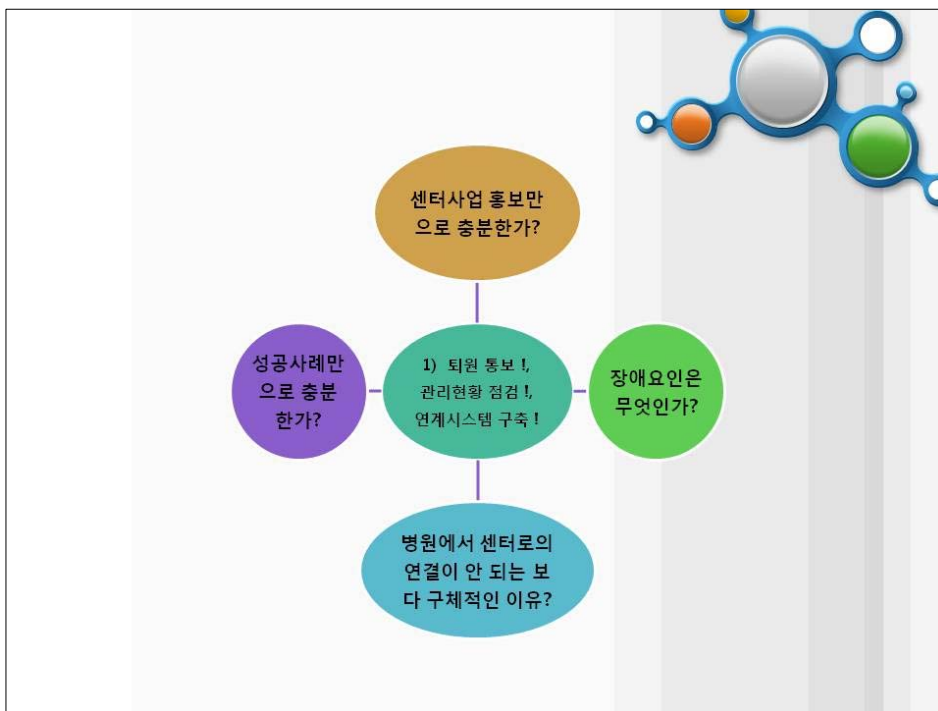 센터사업 홍보만
으로 충분한가?
성공사례만
으로 충분
한가?
1) 퇴원 통보 !,
관리현황 점검 !,
연계시스템 구축 !
장애요인은
무엇인가?
병원에서 센터로의
연결이 안 되는 보
다 구체적인 이유?